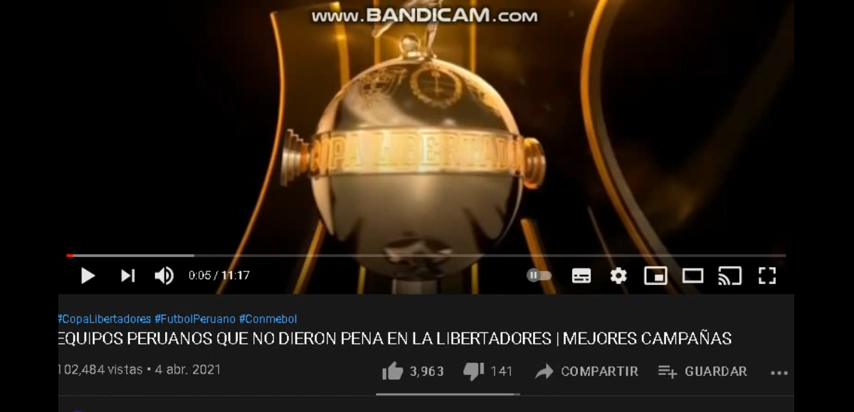 www.BANDICAM.com
COPA LIBERTADO
0:05 / 11:17
#CopaLibertadores #FutbolPeruano #Conmebol
EQUIPOS PERUANOS QUE NO DIERON PENA EN LA LIBERTADORES | MEJORES CAMPAÑAS
102,484 vistas • 4 abr. 2021 3,963 141 COMPARTIR GUARDAR